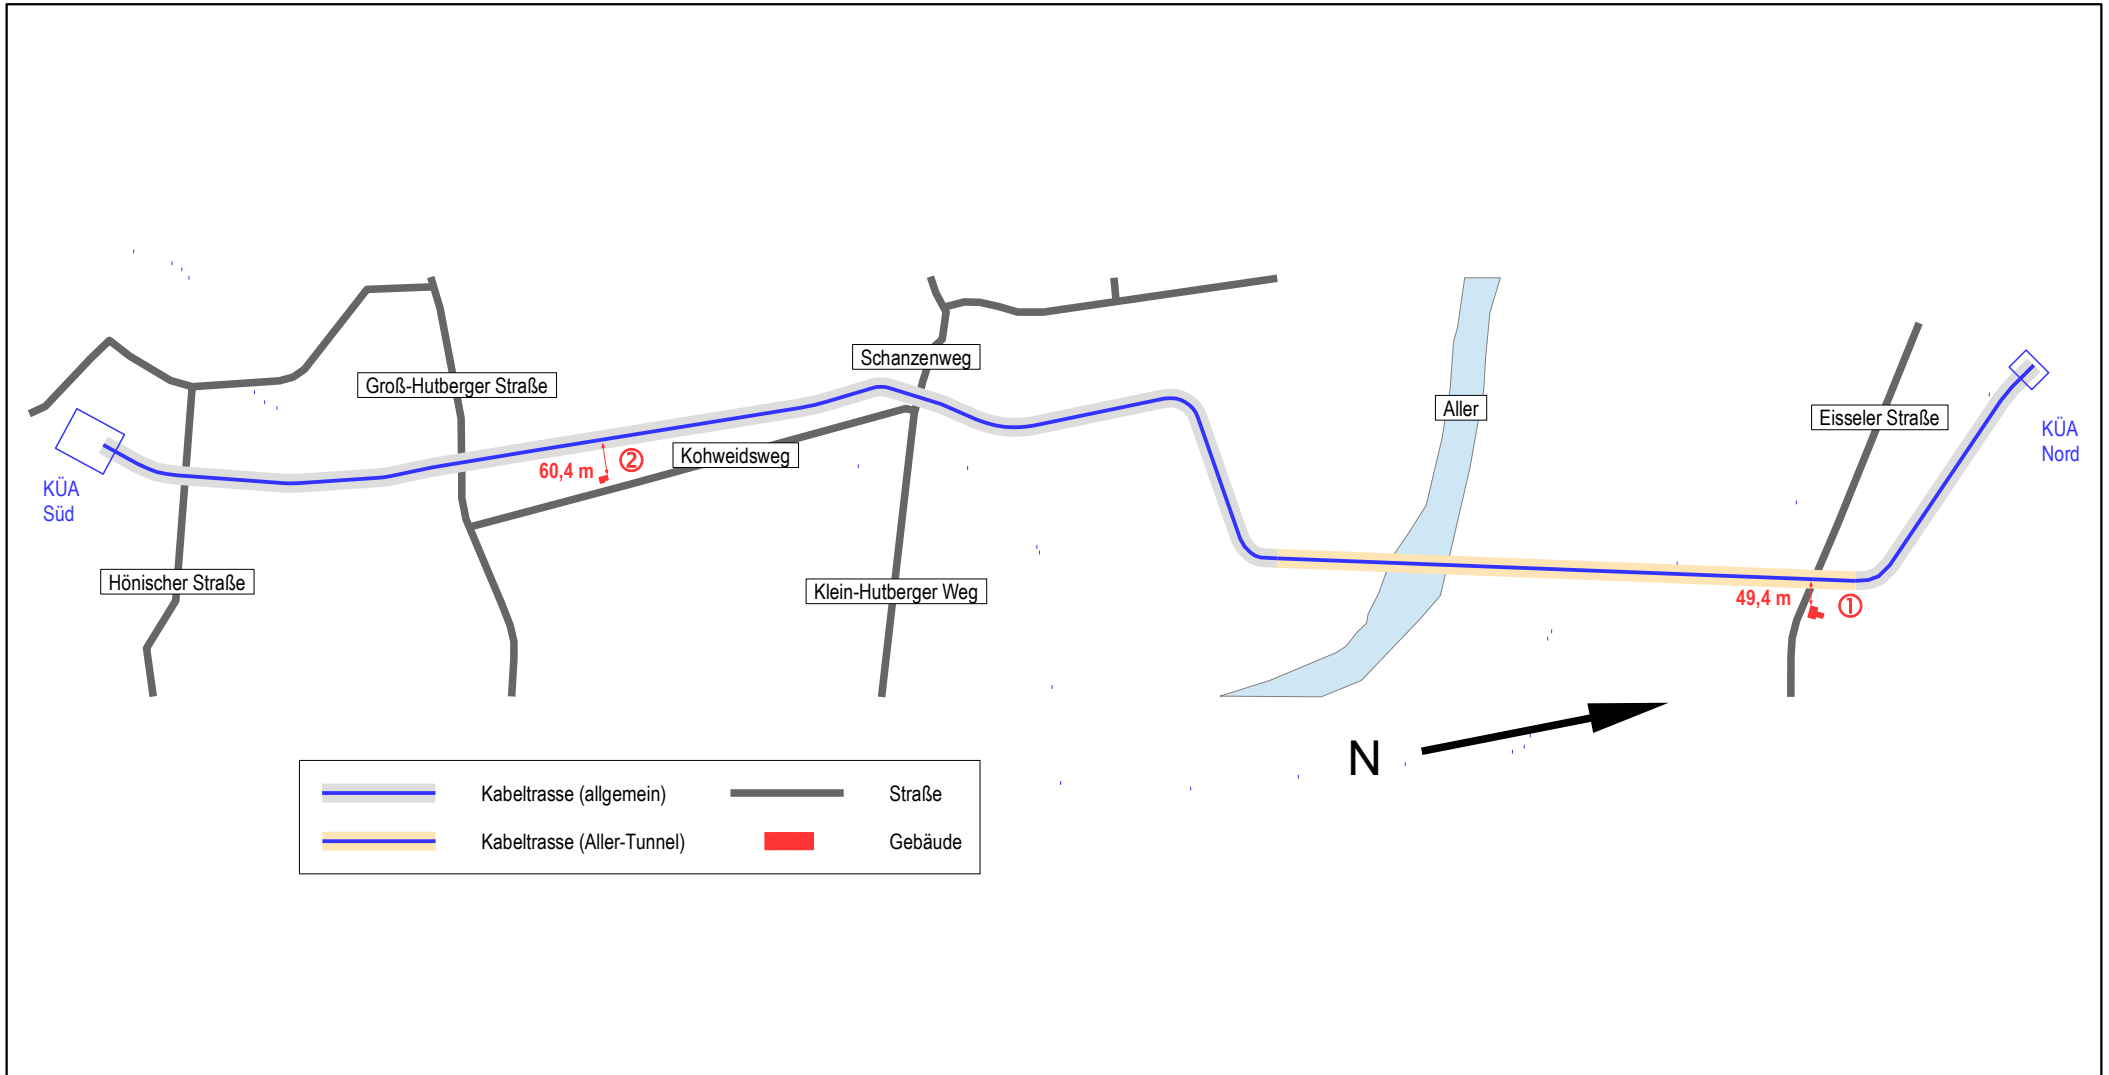 Schanzenweg
Groß-Hutberger Straße
Aller
Eisseler Straße
KÜA
Nord
Kohweidsweg
②
60,4 m
KÜA
Süd
Hönischer Straße
Klein-Hutberger Weg
49,4 m
①
N
Kabeltrasse (allgemein)
Straße
Kabeltrasse (Aller-Tunnel)
Gebäude